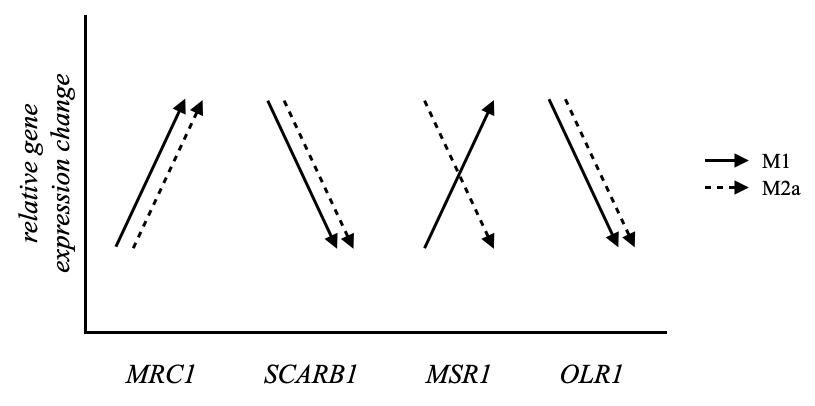 relative gene
expression change
M1
M2a
MRC1
SCARB1
MSR1
OLR1